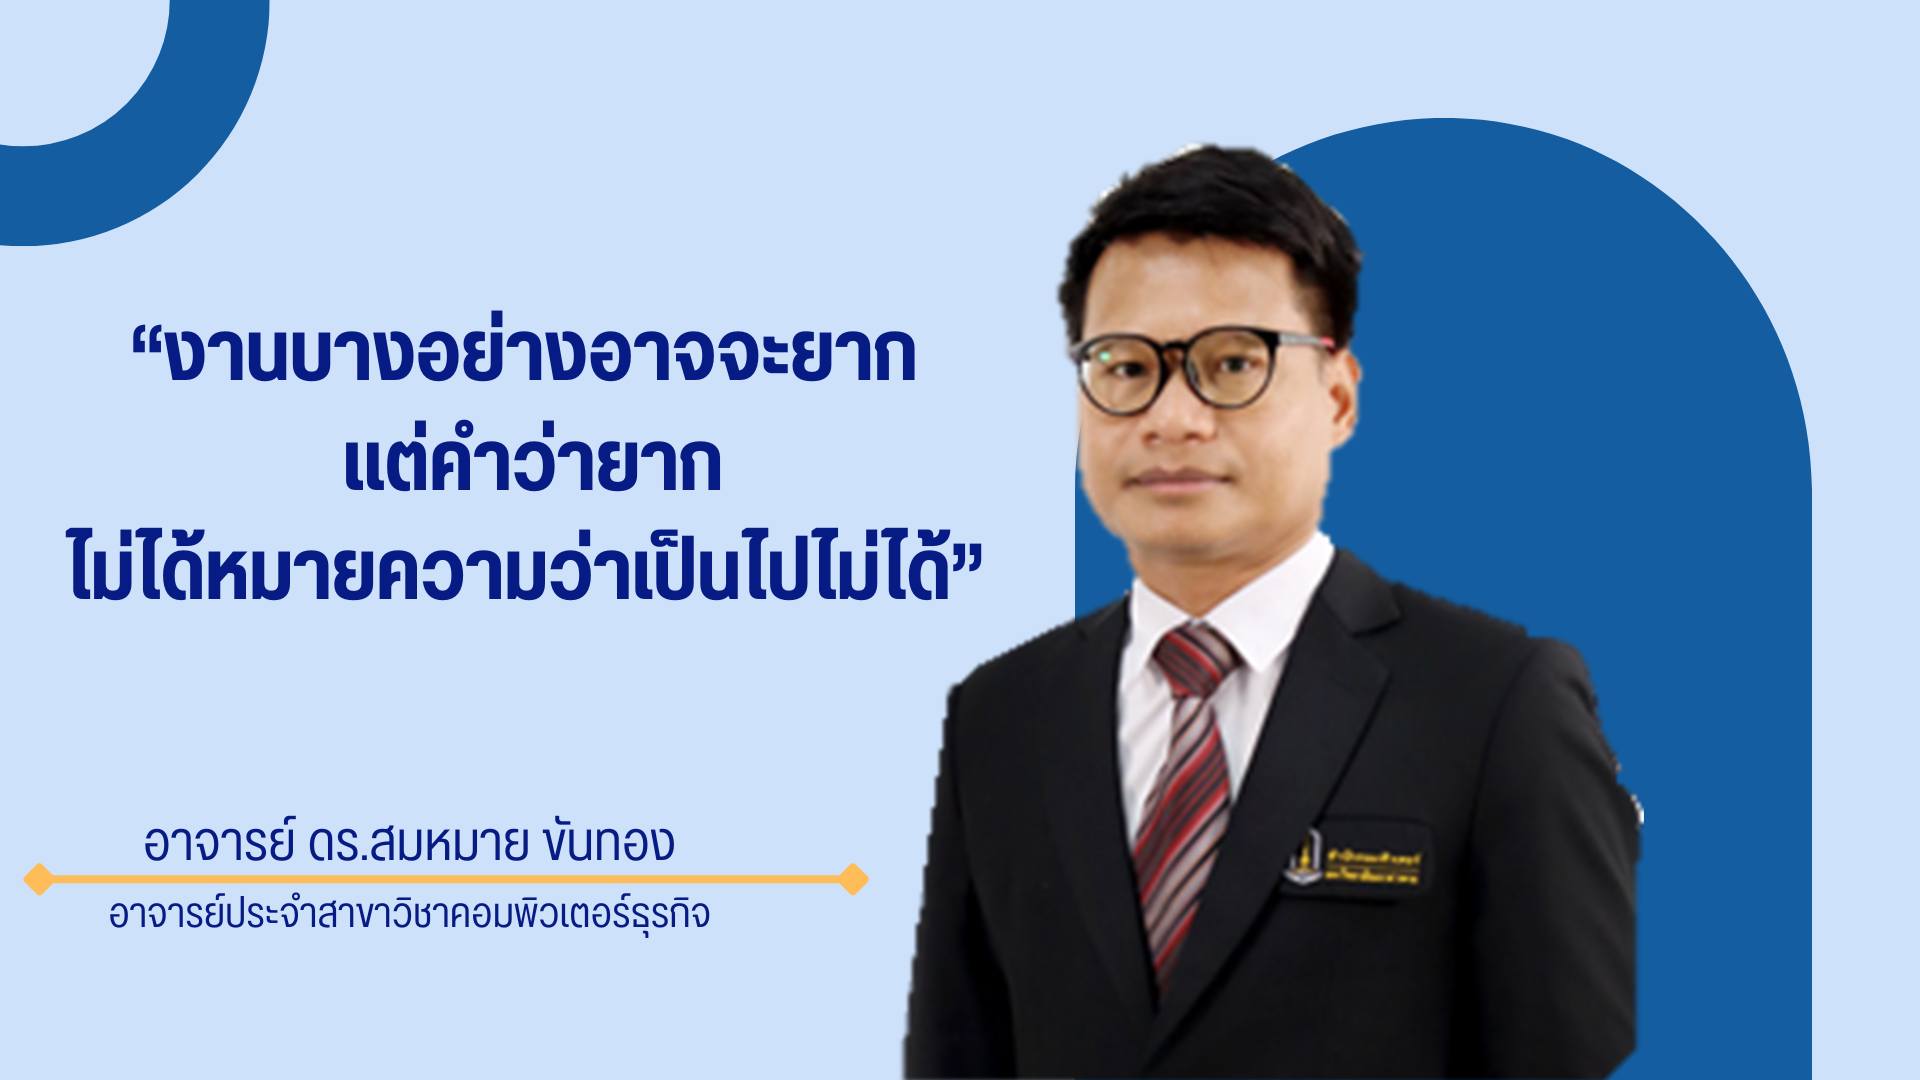 “งานบางอย่างอาจจะยาก
แต่คำว่ายาก
ไม่ได้หมายความว่าเป็นไปไม่ได้”
อาจารย์ ดร.สมหมาย ขันทอง
อาจารย์ประจำสาขาวิชาคอมพิวเตอร์ธุรกิจ